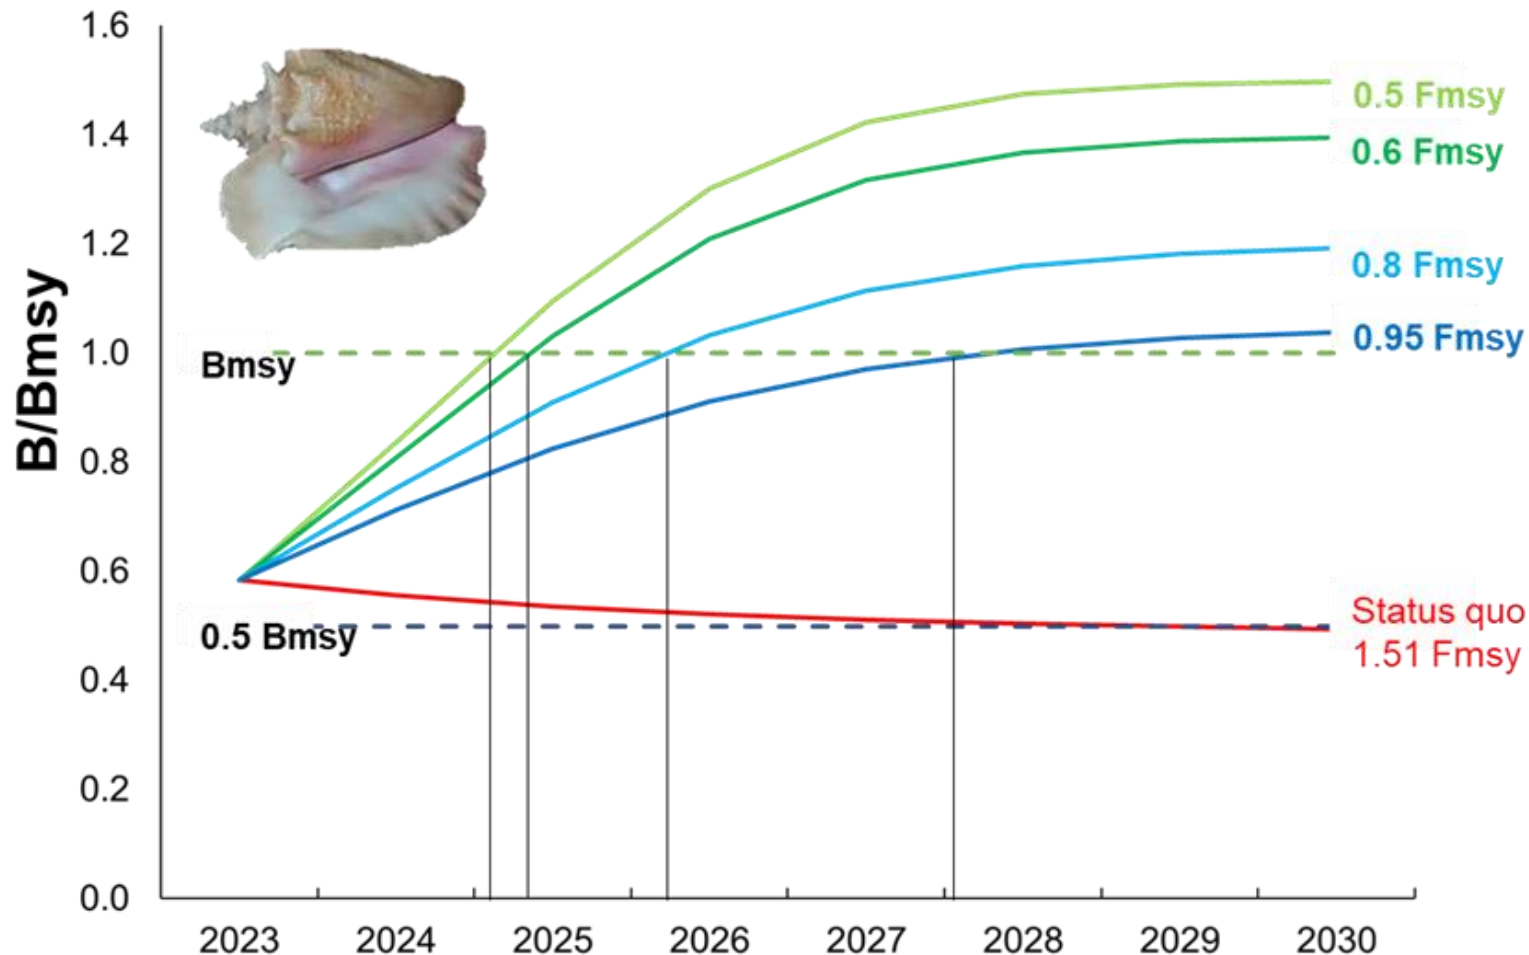 1.6
1.4
1.2
1.0
0.8
0.6
0.4
0.2
0.0
B/Bmsy
Bmsy
0.5 Bmsy
0.5 Fmsy
0.6 Fmsy
0.8 Fmsy
0.95 Fmsy
Status quo
1.51 Fmsy
2023 2024 2025 2026 2027 2028 2029 2030